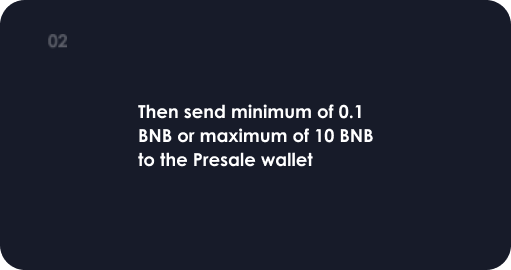 02
Then send minimum of 0.1
BNB or maximum of 10 BNB
to the Presale wallet